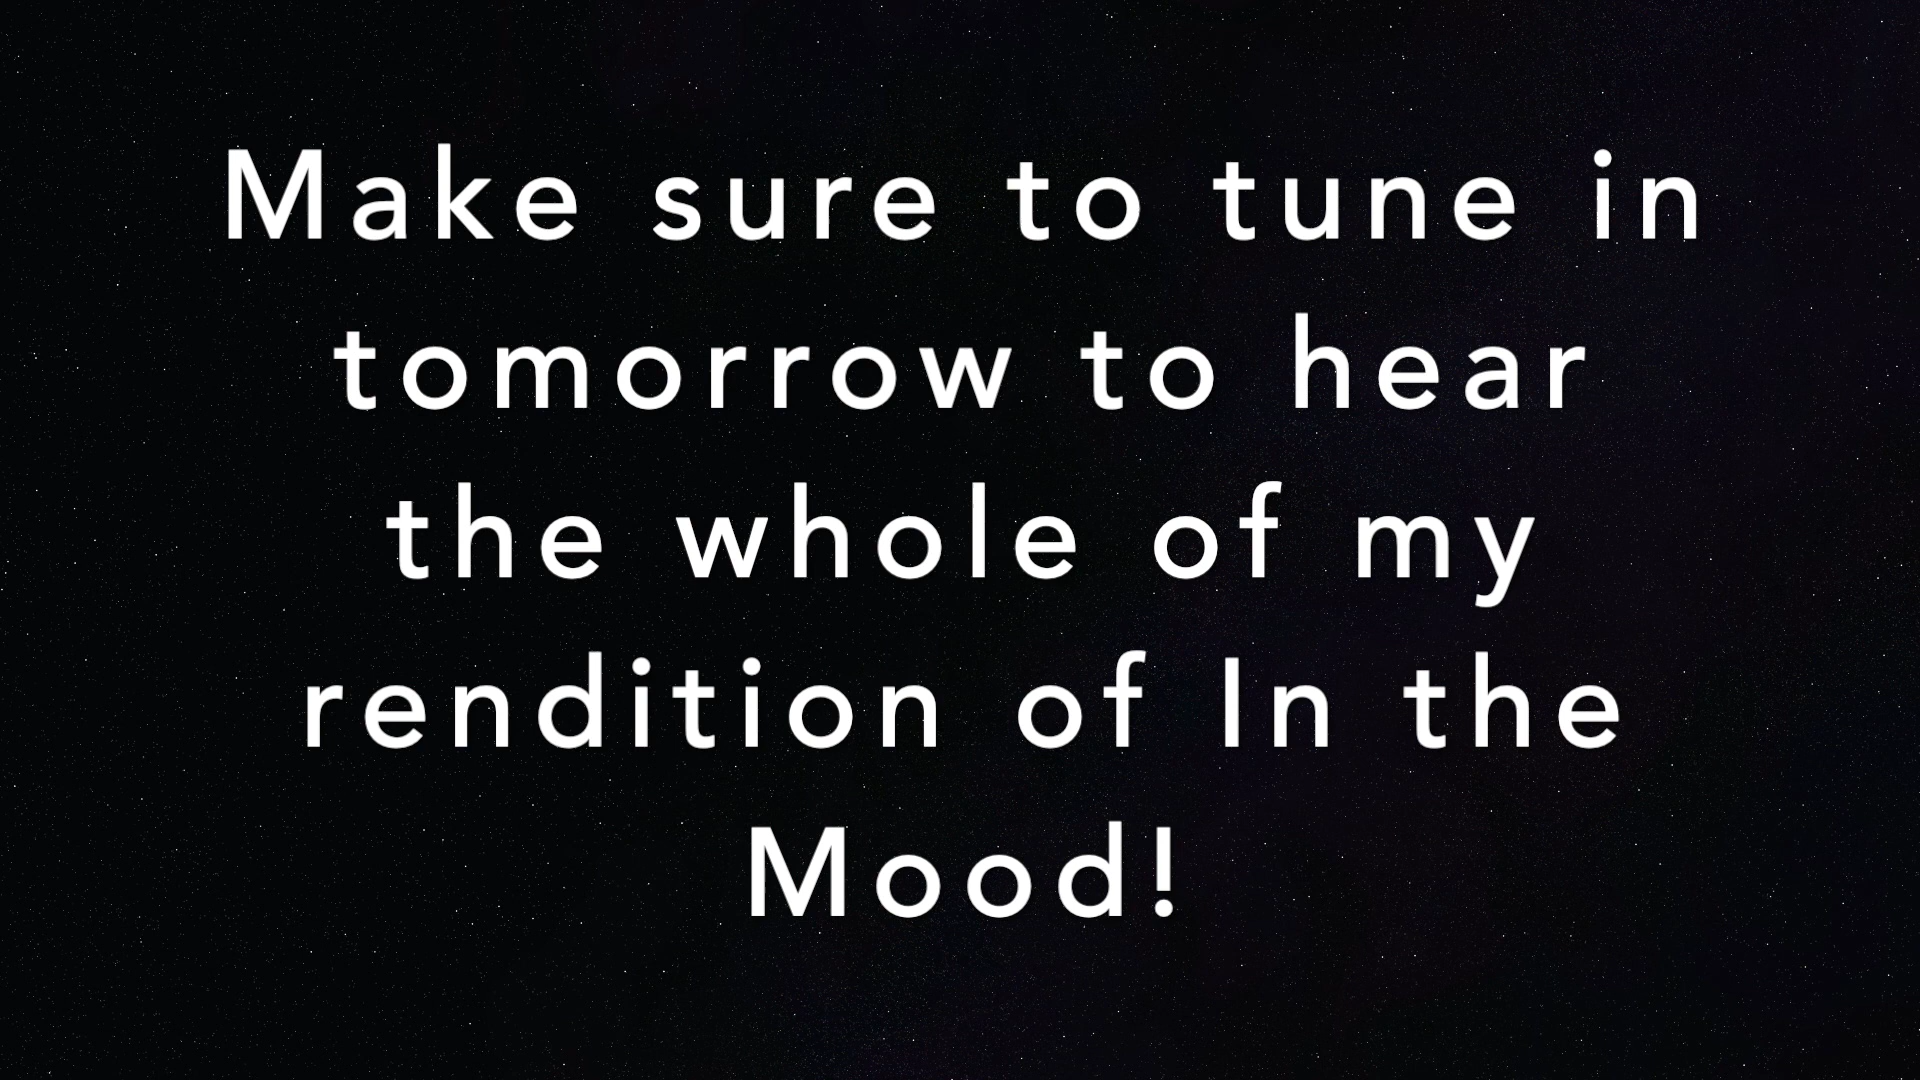 Make sure to tune in
tomorrow to hear
the whole of my
rendition of In the
Mood!